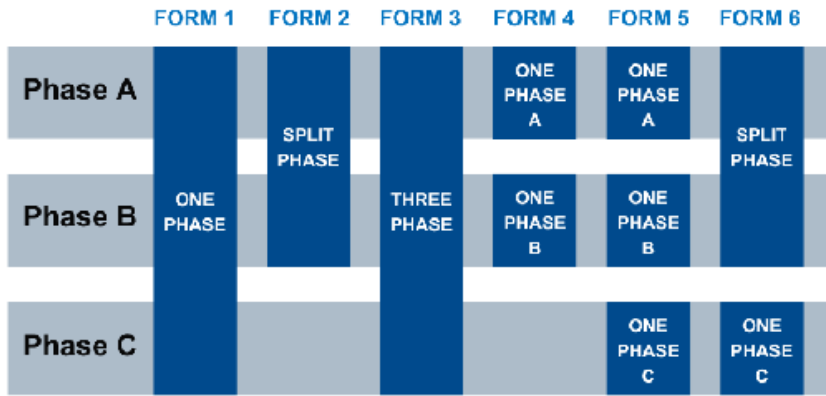 FORM 1 FORM 2 FORM 3 FORM 4 FORM 5 FORM 6
Phase A
Phase B
Phase C
ONE
PHASE
SPLIT
PHASE
THREE
PHASE
ONE
PHASE
A
ONE
PHASE
B
ONE
PHASE
A
ONE
PHASE
B
ONE
PHASE
C
SPLIT
PHASE
ONE
PHASE
C